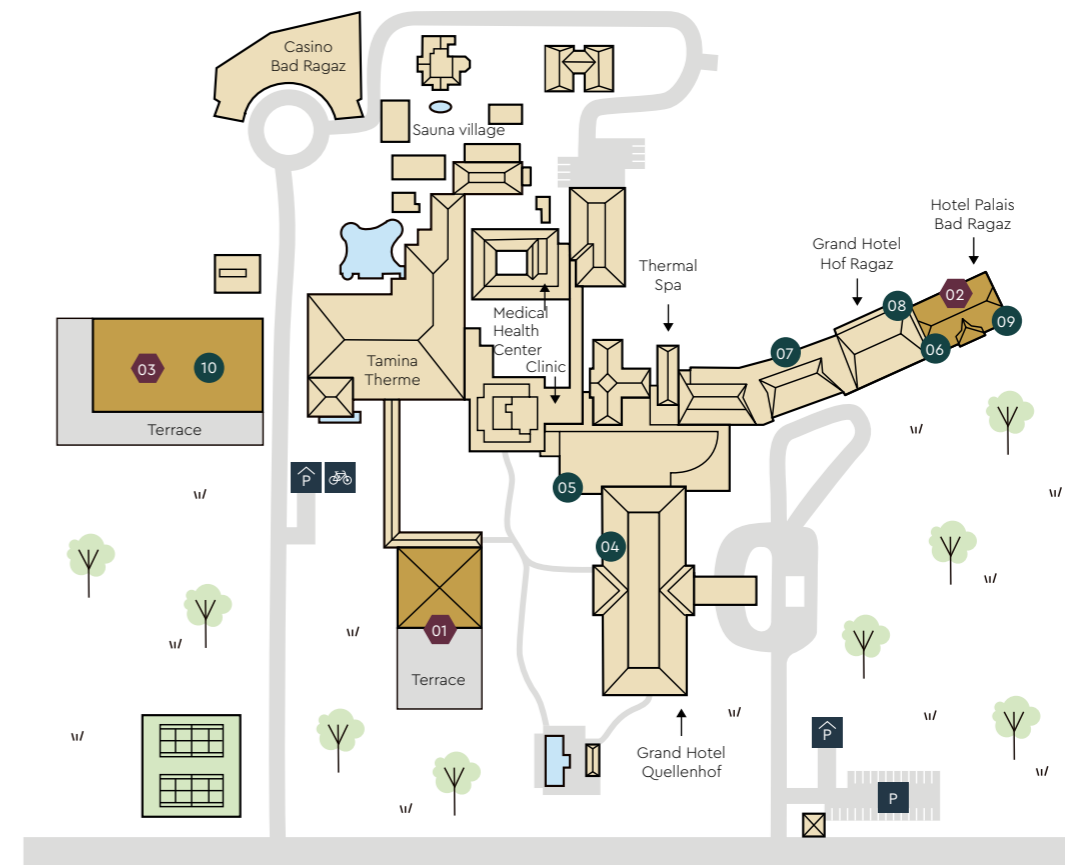 Casino
Bad Ragaz
Sauna village
Hotel Palais
Bad Ragaz
Grand Hotel
Hof Ragaz
Thermal
Spa
02
08
09
06
07
Medical
Health
Center
Clinic
Tamina
Therme
03
10
Terrace
P
05
04
01
Terrace
Grand Hotel
Quellenhof
P
P